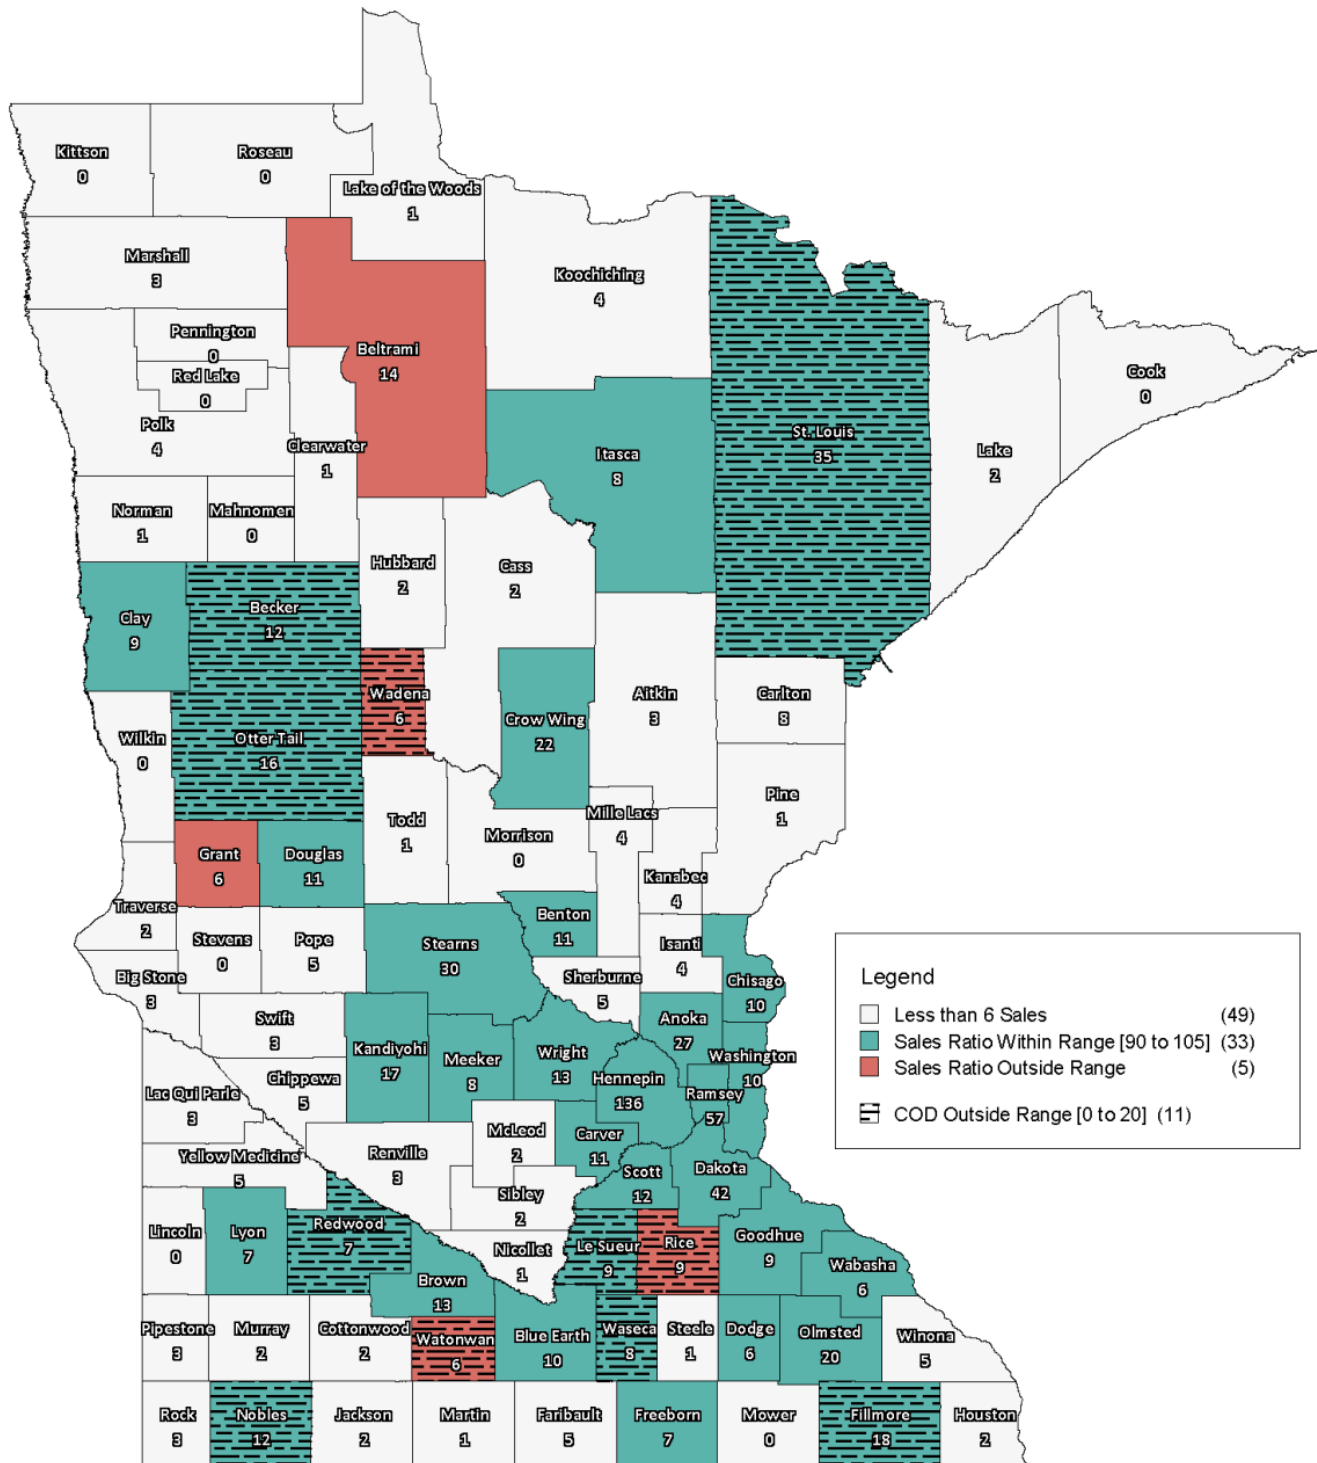 Kittson
0
Roseau
0
Lake of the Woods
1
Marshall
3
Koochiching
4
Pennington
0
Red Lake
0
Beltrami
14
Polk
4
Clearwater
1
Itasca
8
St. Louis
35
Lake
2
Cook
0
Norman
1
Mahnomen
0
Hubbard
2
Cass
2
Clay
9
Becker
12
Wadena
6
Crow Wing
22
Aitkin
3
Carlton
8
Wilkin
0
Otter Tail
16
Todd
1
Morrison
0
Mille Lacs
4
Pine
1
Kanabec
4
Grant
6
Douglas
11
Traverse
2
Stevens
0
Pope
5
Stearns
30
Benton
11
Isanti
4
Sherburne
5
Chisago
10
Big Stone
3
Swift
3
Kandiyohi
17
Meeker
8
Wright
13
Anoka
27
Washington
10
Hennepin
136
Ramsey
57
Lac Qui Parle
3
Chippewa
5
McLeod
2
Carver
11
Scott
12
Dakota
42
Yellow Medicine
5
Renville
3
Sibley
2
Lincoln
0
Lyon
7
Redwood
7
Nicollet
1
Le Sueur
9
Rice
9
Goodhue
9
Wabasha
6
Brown
13
Pipestone
3
Murray
2
Cottonwood
2
Watonwan
6
Blue Earth
10
Waseca
8
Steele
1
Dodge
6
Olmsted
20
Winona
5
Rock
3
Nobles
12
Jackson
2
Martin
1
Faribault
5
Freeborn
7
Mower
0
Fillmore
18
Houston
2
Legend
Less than 6 Sales (49)
Sales Ratio Within Range [90 to 105] (33)
Sales Ratio Outside Range (5)
COD Outside Range [0 to 20] (11)